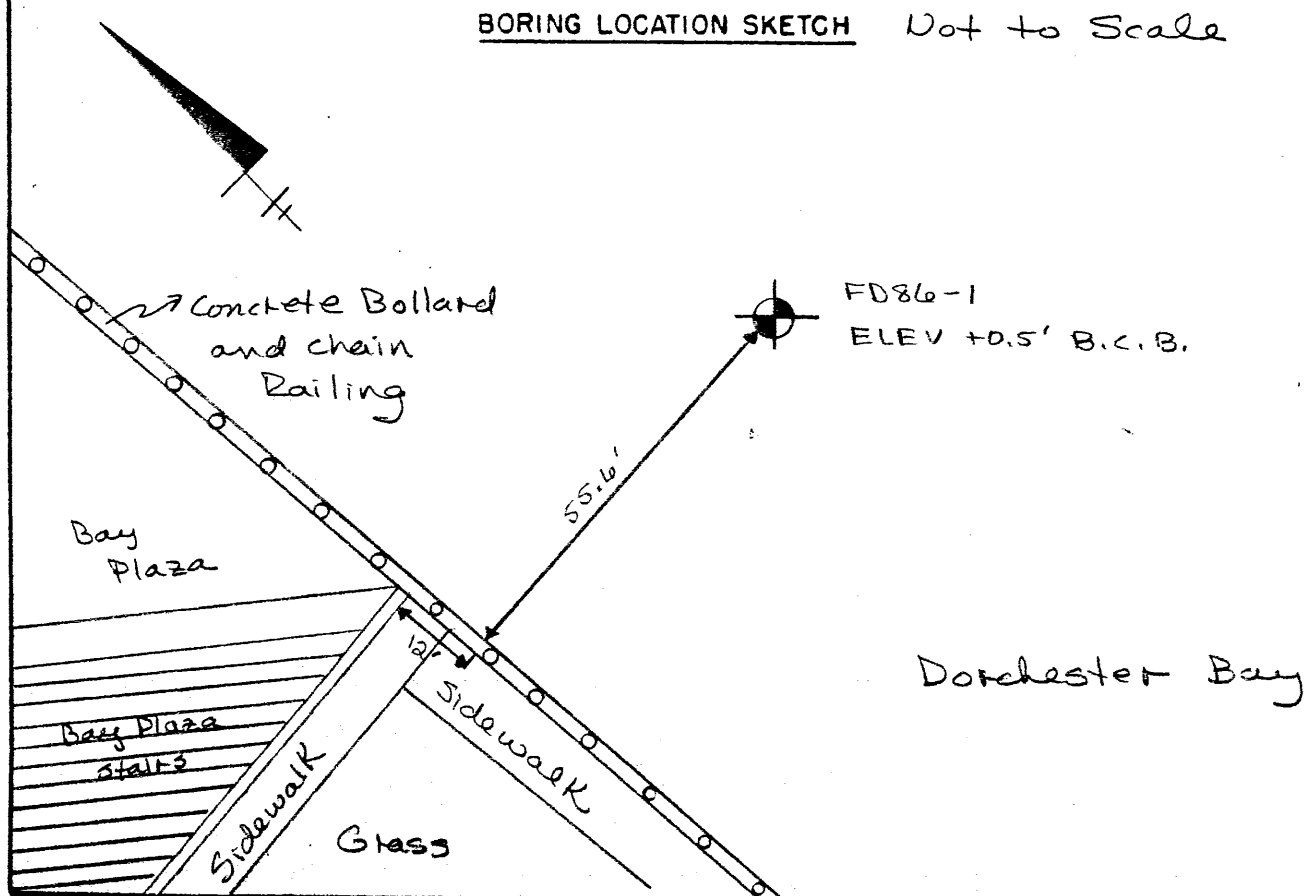 BORING LOCATION SKETCH Not to Scale
Concrete Bollard
and chain
Railing
FD86-1
ELEV +0.5' B.C.B.
55.6'
Bay
Plaza
12'
Dorchester Bay
Sidewalk
Bay Plaza
stairs
Sidewalk
Grass